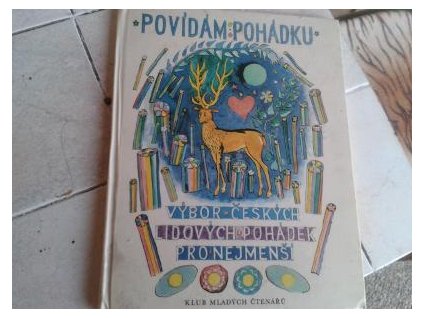 POVÍDÁM POHÁDKU
VÝBOR ČESKÝCH
LIDOVÝCH POHÁDEK
PRO NEJMENŠÍ
KLUB MLADÝCH ČTENÁŘŮ